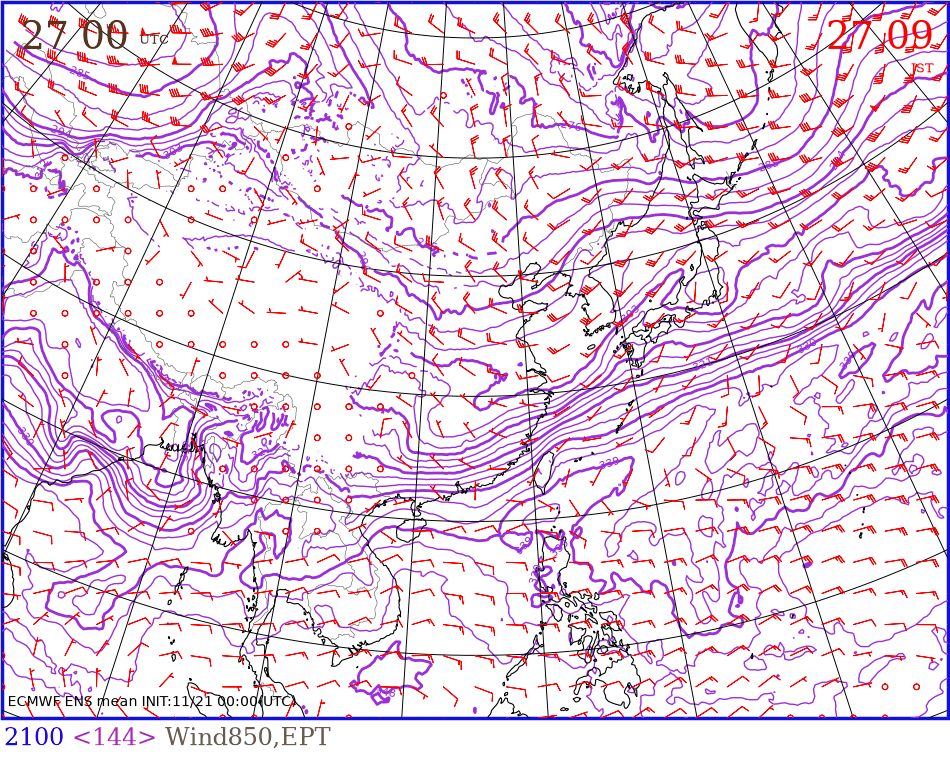 27 00 UTC
27 09
JST
ECMWF ENS mean INIT:11/21 00:00(UTC)
2100 <144> Wind850,EPT